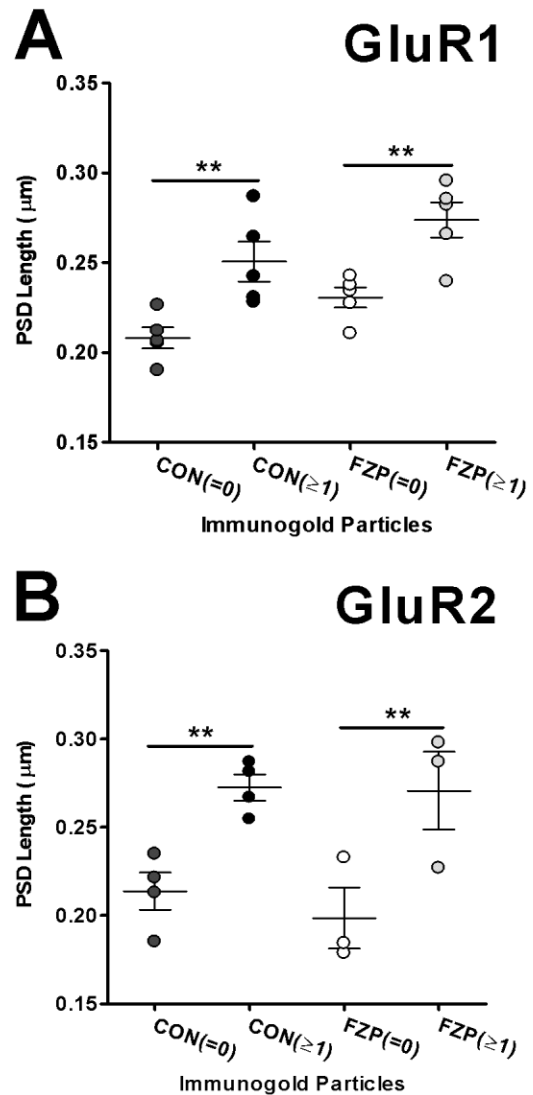 A GluR1
0.35
0.30
0.25
0.20
0.15
PSD Length ( μm)
**
**
CON(=0)
CON(≥1)
FZP(=0)
FZP(≥1)
Immunogold Particles
B GluR2
0.35
0.30
0.25
0.20
0.15
PSD Length ( μm)
**
**
CON(=0)
CON(≥1)
FZP(=0)
FZP(≥1)
Immunogold Particles